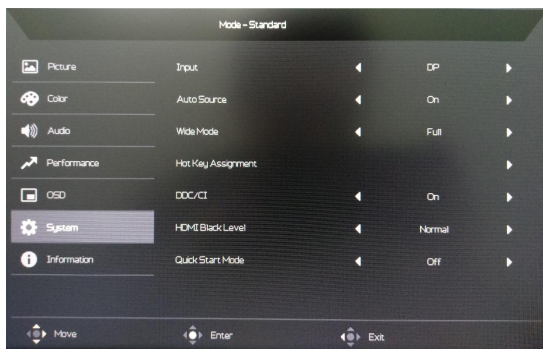 Mode - Standard
Picture
Input DP
Color
Auto Source On
Audio
Wide Mode Full
Performance
Hot Key Assignment
OSD
DDC/CI On
System
HDMI Black Level Normal
Information
Quick Start Mode Off
Move Enter Exit